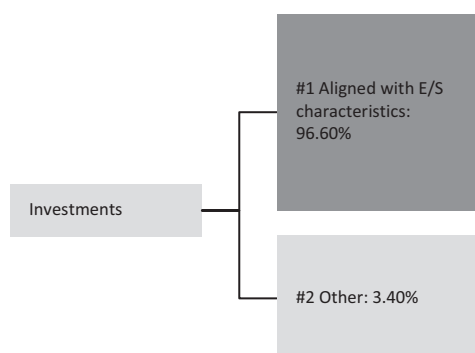 #1 Aligned with E/S
characteristics:
96.60%
Investments
#2 Other: 3.40%